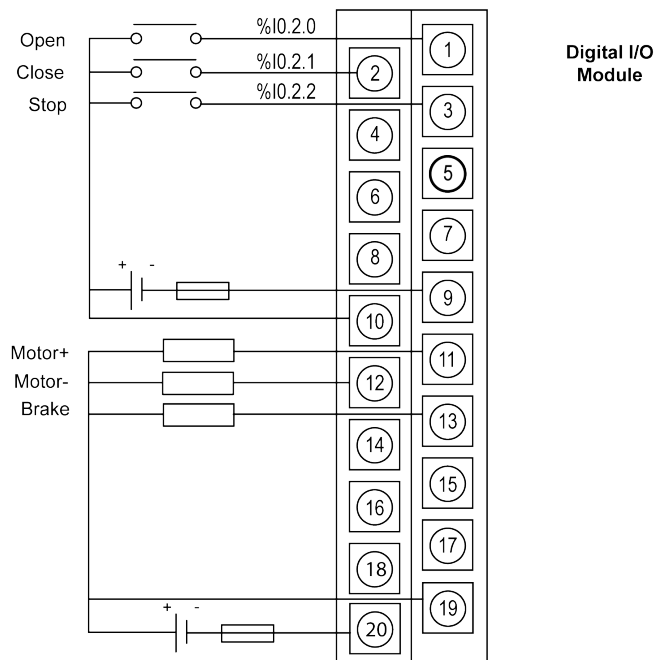 Open
%I0.2.0
1
Digital I/O
Module
Close
%I0.2.1
2
Stop
%I0.2.2
3
4
5
6
7
8
+ -
9
10
Motor+
11
Motor-
12
Brake
13
14
15
16
17
18
+ -
19
20